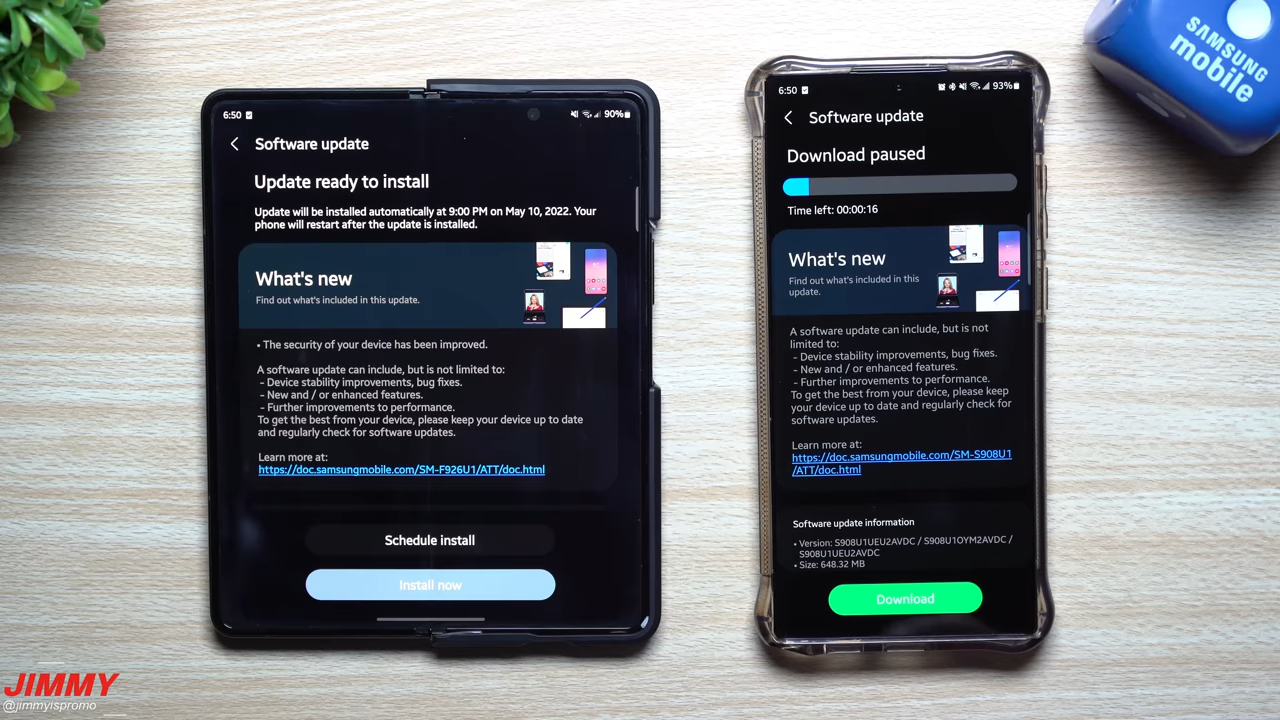 6:50
90%
Software update
Update ready to install
Update will be installed automatically at 9:00 PM on May 10, 2022. Your
phone will restart after the update is installed.
What's new
Find out what's included in this update.
• The security of your device has been improved.
A software update can include, but is not limited to:
- Device stability improvements, bug fixes.
- New and / or enhanced features.
- Further improvements to performance.
To get the best from your device, please keep your device up to date
and regularly check for software updates.
Learn more at:
https://doc.samsungmobile.com/SM-F926U1/ATT/doc.html
Schedule install
Install now
6:50
93%
Software update
Download paused
Time left: 00:00:16
What's new
Find out what's included in this
update.
A software update can include, but is not
limited to:
- Device stability improvements, bug fixes.
- New and / or enhanced features.
- Further improvements to performance.
To get the best from your device, please keep
your device up to date and regularly check for
software updates.
Learn more at:
https://doc.samsungmobile.com/SM-S908U1
/ATT/doc.html
Software update information
• Version: S908U1UEU2AVDC / S908U1OYM2AVDC /
S908U1UEU2AVDC
• Size: 648.32 MB
Download
SAMSUNG
mobile
JIMMY
@jimmyispromo